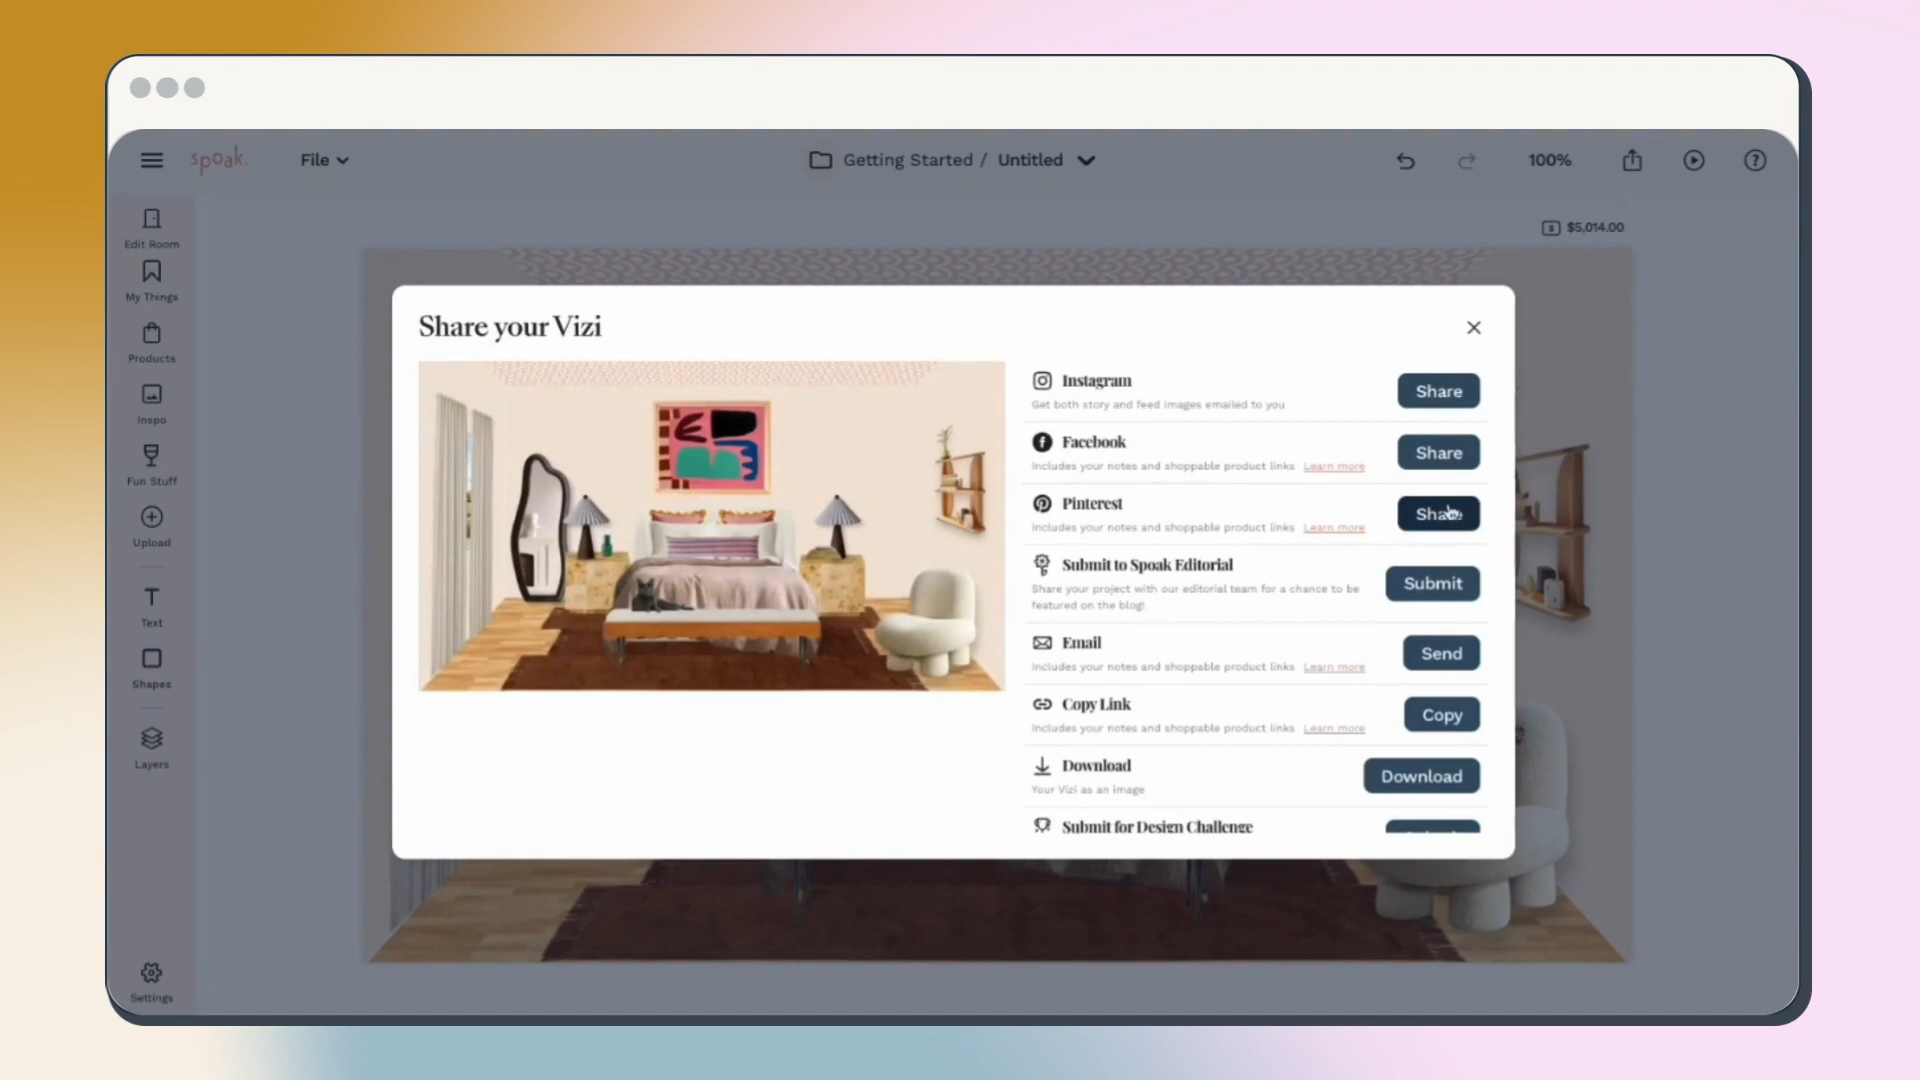 spoak.
File
Getting Started / Untitled
100%
$5,014.00
Edit Room
My Things
Products
Inspo
Fun Stuff
Upload
Text
Shapes
Layers
Settings
Share your Vizi
Instagram
Get both story and feed images emailed to you
Share
Facebook
Includes your notes and shoppable product links Learn more
Share
Pinterest
Includes your notes and shoppable product links Learn more
Share
Submit to Spoak Editorial
Share your project with our editorial team for a chance to be
featured on the blog!
Submit
Email
Includes your notes and shoppable product links Learn more
Send
Copy Link
Includes your notes and shoppable product links Learn more
Copy
Download
Your Vizi as an image
Download
Submit for Design Challenge